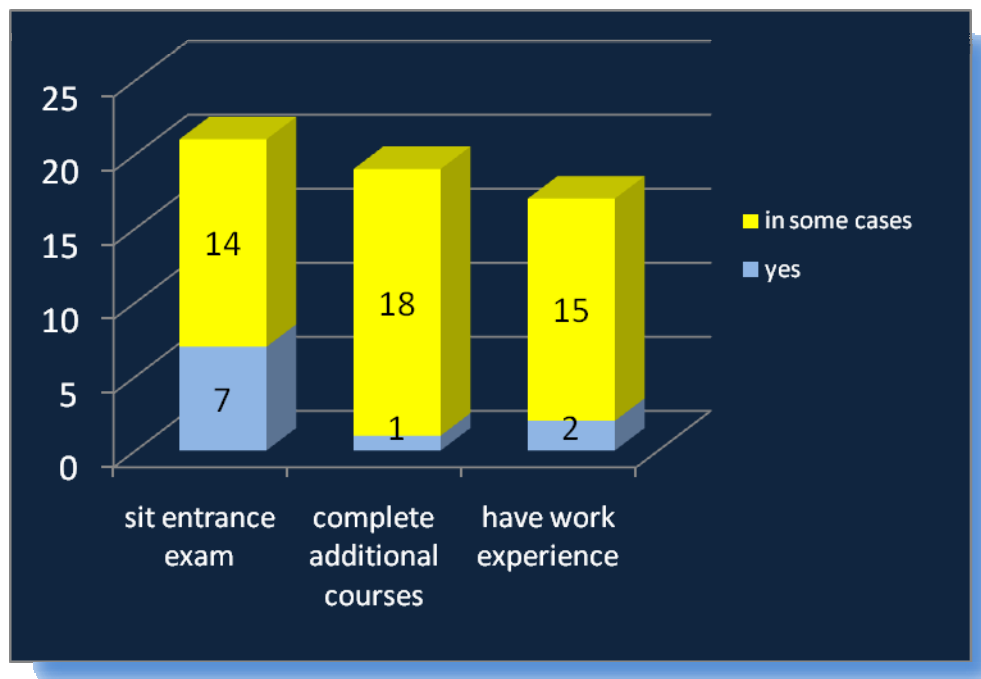 25
20
15
10
5
0
14
7
18
1
15
2
sit entrance
exam
complete
additional
courses
have work
experience
in some cases
yes